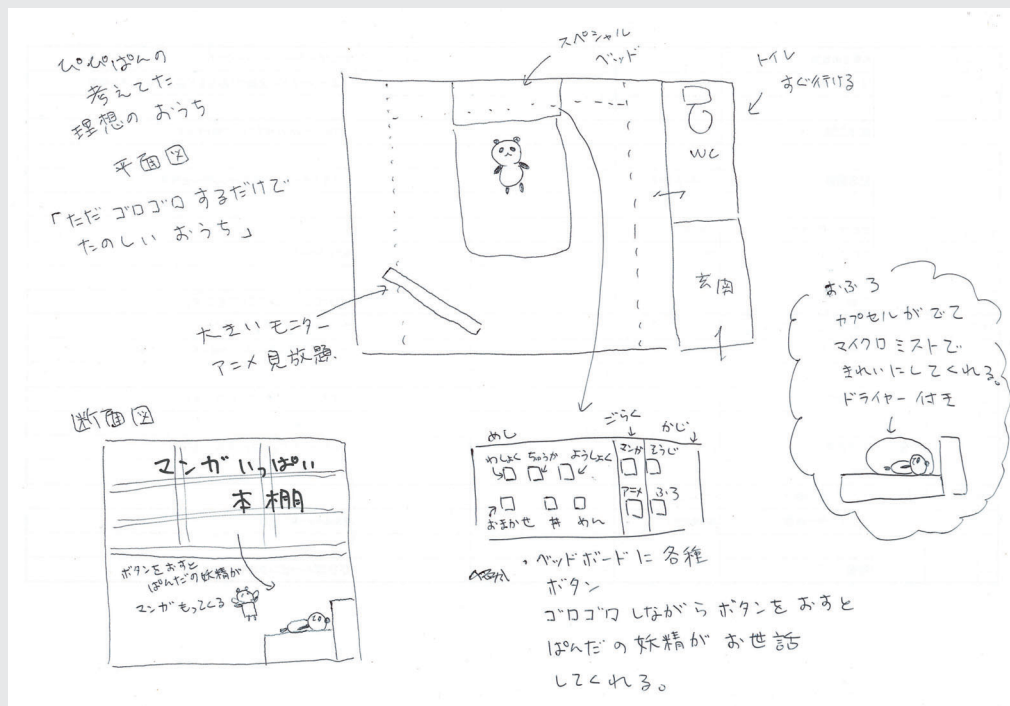 ぴぴぱんの
考えてた
理想の おうち
平面図
「ただ ゴロゴロ するだけで
たのしい おうち」
スペシャル
ベッド
トイレ
すぐ行ける
WC
玄関
大きい モニター
アニメ 見放題
おふろ
カプセルが でて
マイクロ ミストで
きれいにしてくれる。
ドライヤー 付き
断面図
マンガ いっぱい
本棚
ボタンを おすと
ぱんだの妖精が
マンガ もってくる
めし
ごらく
かじ
わしょく ちゅうか ようしょく
マンガ そうじ
アニメ ふろ
おまかせ 丼 めん
・ベッドボードに 各種
ボタン
ゴロゴロ しながら ボタンを おすと
ぱんだ の 妖精が お世話
してくれる。